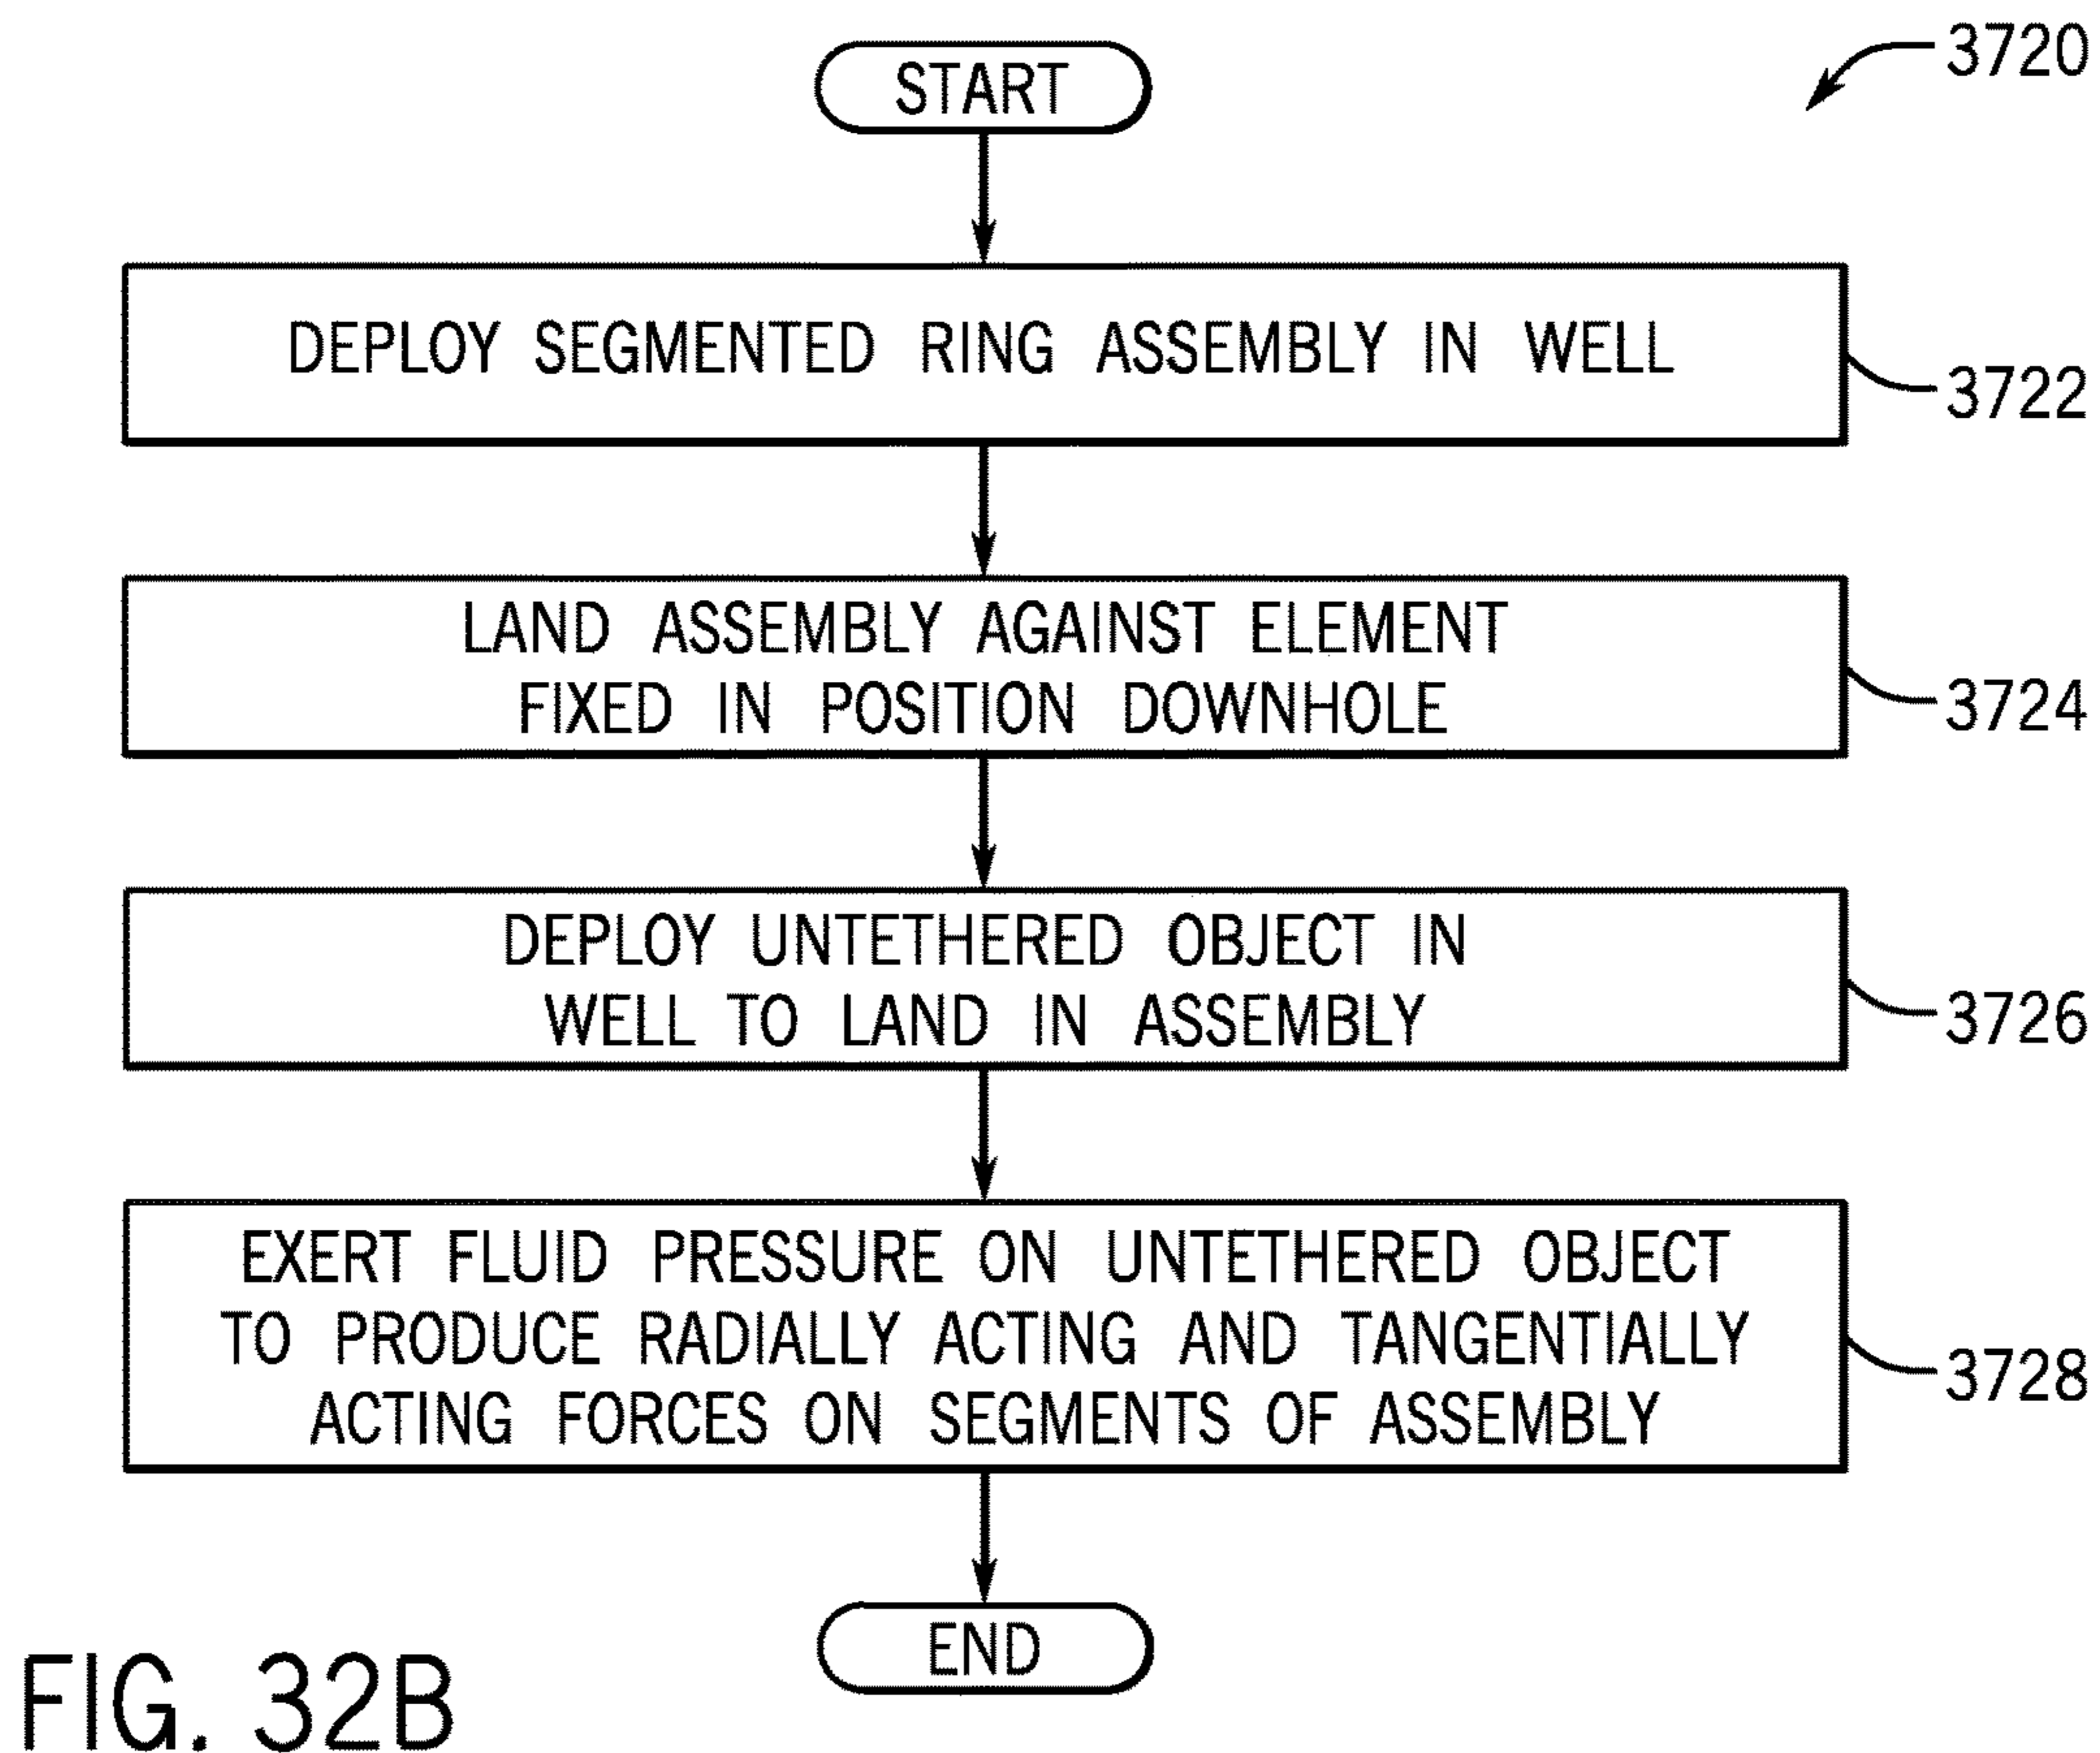 3720
START
DEPLOY SEGMENTED RING ASSEMBLY IN WELL
3722
LAND ASSEMBLY AGAINST ELEMENT
FIXED IN POSITION DOWNHOLE
3724
DEPLOY UNTETHERED OBJECT IN
WELL TO LAND IN ASSEMBLY
3726
EXERT FLUID PRESSURE ON UNTETHERED OBJECT
TO PRODUCE RADIALLY ACTING AND TANGENTIALLY
ACTING FORCES ON SEGMENTS OF ASSEMBLY
3728
END
FIG. 32B